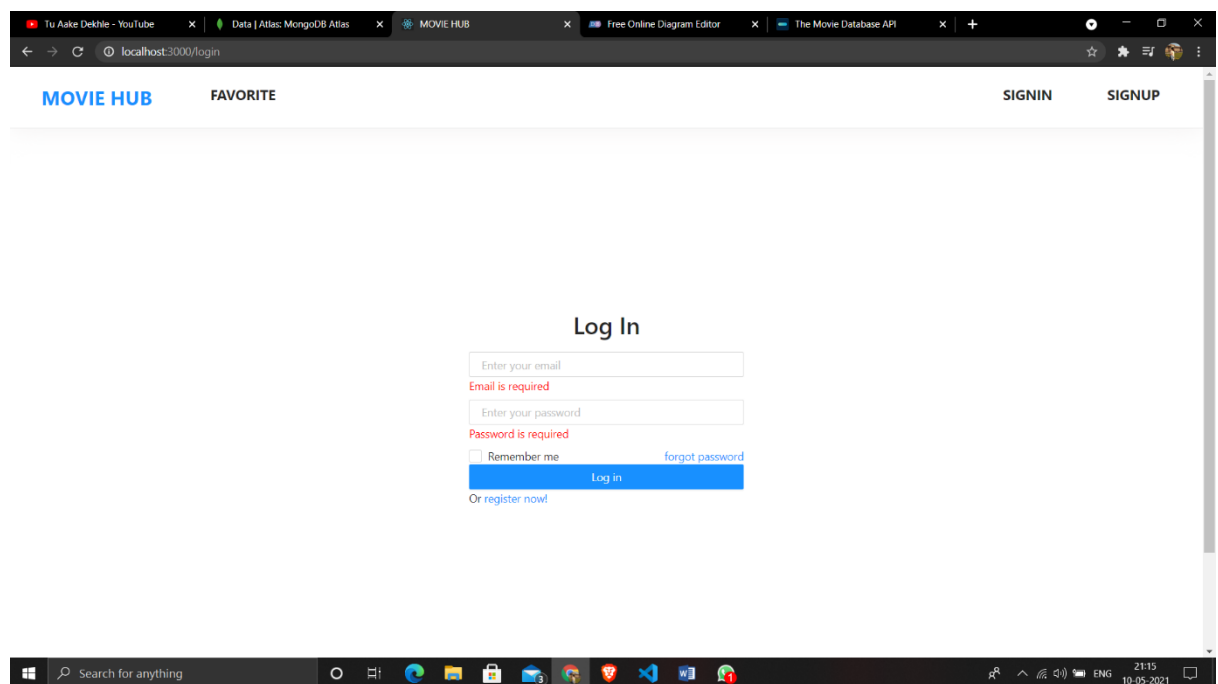 Tu Aake Dekhle - YouTube
Data | Atlas: MongoDB Atlas
MOVIE HUB
Free Online Diagram Editor
The Movie Database API
localhost:3000/login
MOVIE HUB FAVORITE SIGNIN SIGNUP
Log In
Enter your email
Email is required
Enter your password
Password is required
Remember me forgot password
Log in
Or register now!
Search for anything
3
1
ENG
21:15
10-05-2021